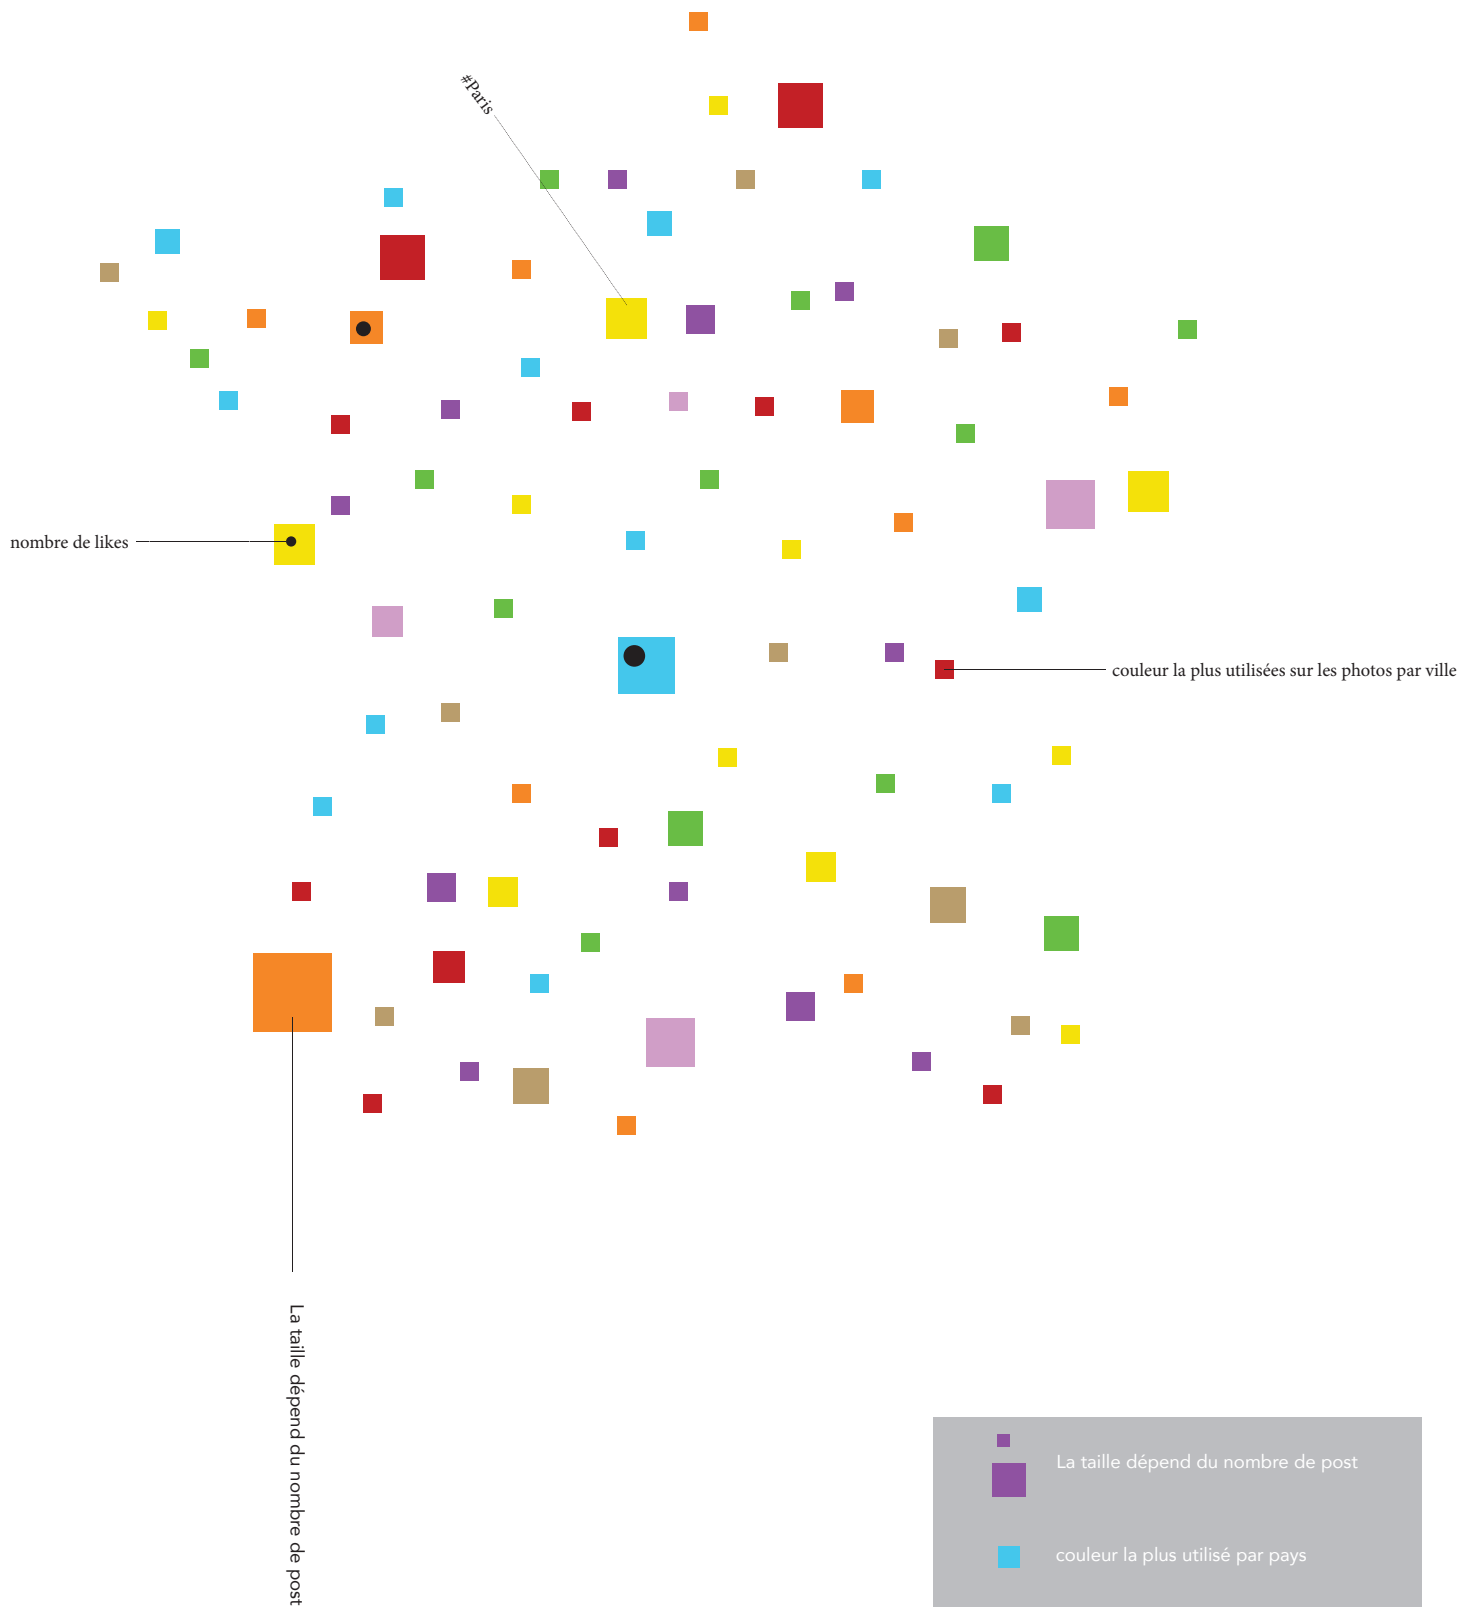 #Paris
nombre de likes
couleur la plus utilisées sur les photos par ville
La taille dépend du nombre de post
La taille dépend du nombre de post
couleur la plus utilisé par pays